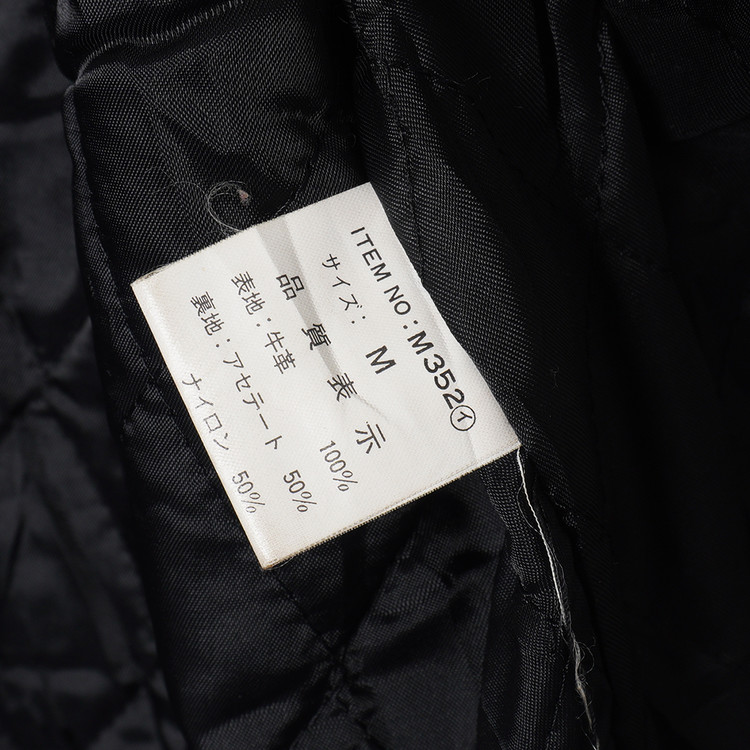 ITEM NO：M352㋑
サイズ： M
品質表示
表地：牛革 100%
裏地：アセテート 50%
ナイロン 50%